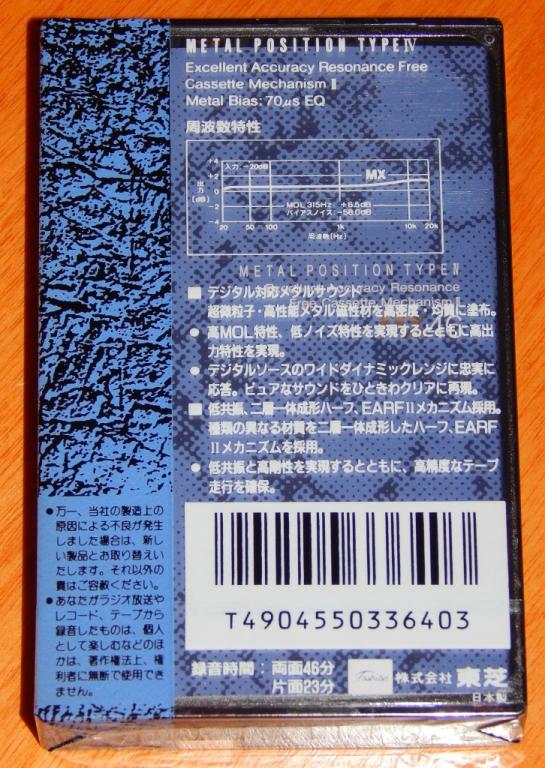 METAL POSITION TYPE IV
Excellent Accuracy Resonance Free
Cassette Mechanism II
Metal Bias: 70μs EQ
周波数特性
入力: -20dB
MX
出力(dB)
+4
+2
0
-2
-4
MOL 315Hz +6.5dB
バイアスノイズ: -58.0dB
20 50 100 1k 10k 20k
周波数(Hz)
METAL POSITION TYPE IV
Accuracy Resonance
Free Cassette Mechanism II
46
■ デジタル対応メタルサウンド
超微粒子・高性能メタル磁性材を高密度・均質に塗布。
● 高MOL特性、低ノイズ特性を実現するとともに高出
力特性を実現。
● デジタルソースのワイドダイナミックレンジに忠実に
応答。ピュアなサウンドをひときわクリアに再現。
■ 低共振、二層一体成形ハーフ、EARFIIメカニズム採用。
種類の異なる材質を二層一体成形したハーフ、EARF
IIメカニズムを採用。
● 低共振と高剛性を実現するとともに、高精度なテープ
走行を確保。
●万一、当社の製造上の
原因による不良が発生
しました場合は、新し
い製品とお取り替えい
たします。それ以外の
責はご容赦ください。
●あなたがラジオ放送や
レコード、テープから
録音したものは、個人
として楽しむなどのほ
かは、著作権法上、権
利者に無断で使用でき
ません。
T4904550336403
録音時間: 両面46分
片面23分
Toshiba
株式会社 東芝
日本製